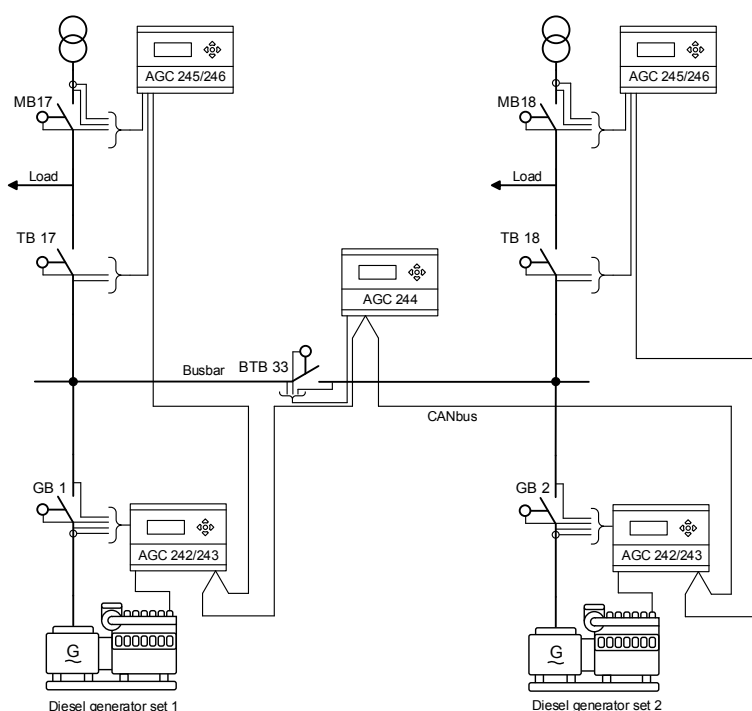 AGC 245/246
AGC 245/246
MB17
MB18
Load
Load
TB 17
TB 18
AGC 244
BTB 33
Busbar
CANbus
GB 1
GB 2
AGC 242/243
AGC 242/243
G
G
Diesel generator set 1
Diesel generator set 2